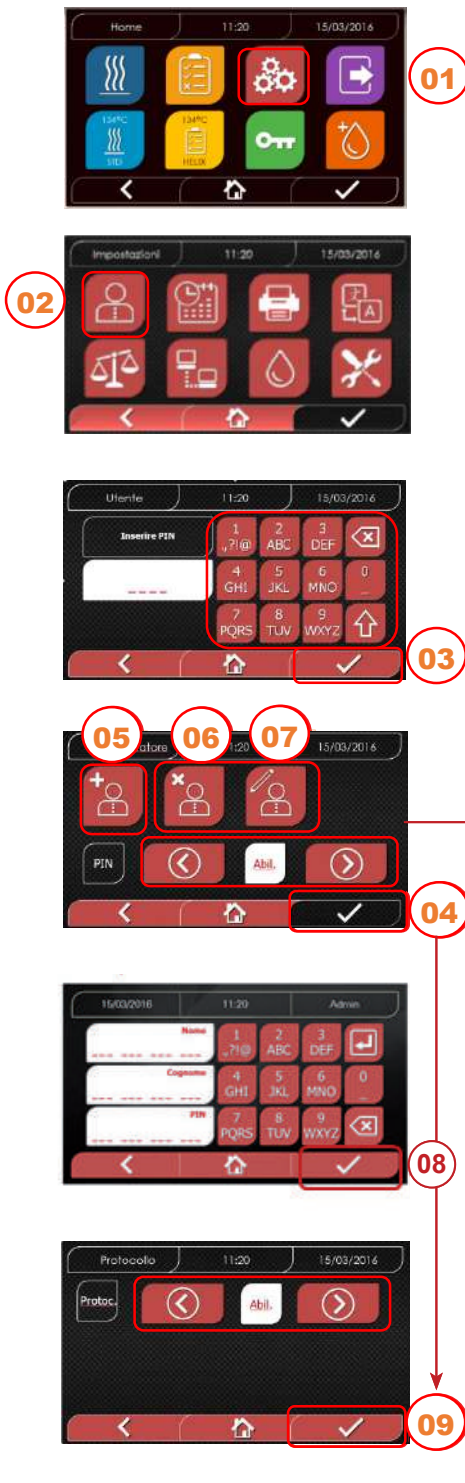 Home 11:20 15/03/2016
01
134°C 134°C
STD HELIX
Impostazioni 11:20 15/03/2016
02
A
Utente 11:20 15/03/2016
Inserire PIN
1 2 3
.,?!@ ABC DEF
4 5 6 0
GHI JKL MNO _
7 8 9
PQRS TUV WXYZ
03
05 06 07
atore 1:20 15/03/2016
PIN Abil.
04
15/03/2016 11:20 Admin
Nome
1 2 3
.,?!@ ABC DEF
Cognome
4 5 6 0
GHI JKL MNO _
PIN
7 8 9
PQRS TUV WXYZ
08
Protocollo 11:20 15/03/2016
Protoc. Abil.
09